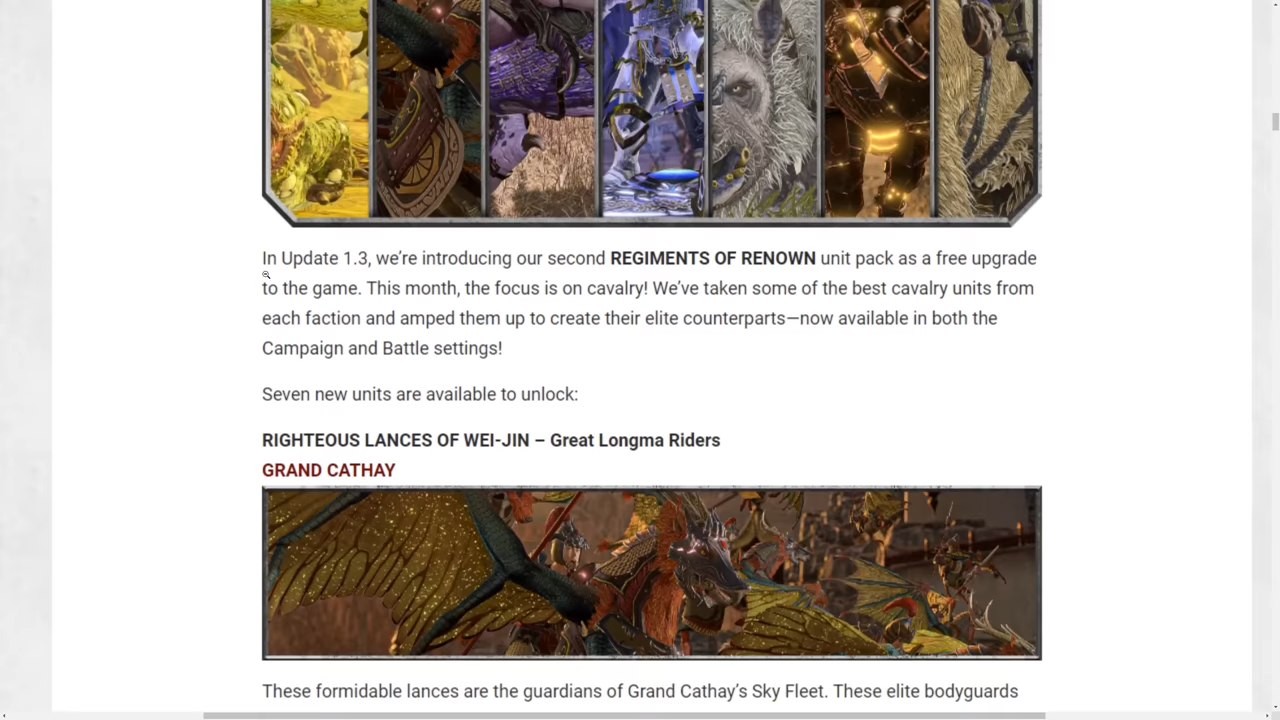 In Update 1.3, we’re introducing our second REGIMENTS OF RENOWN unit pack as a free upgrade
to the game. This month, the focus is on cavalry! We’ve taken some of the best cavalry units from
each faction and amped them up to create their elite counterparts—now available in both the
Campaign and Battle settings!
Seven new units are available to unlock:
RIGHTEOUS LANCES OF WEI-JIN – Great Longma Riders
GRAND CATHAY
These formidable lances are the guardians of Grand Cathay’s Sky Fleet. These elite bodyguards